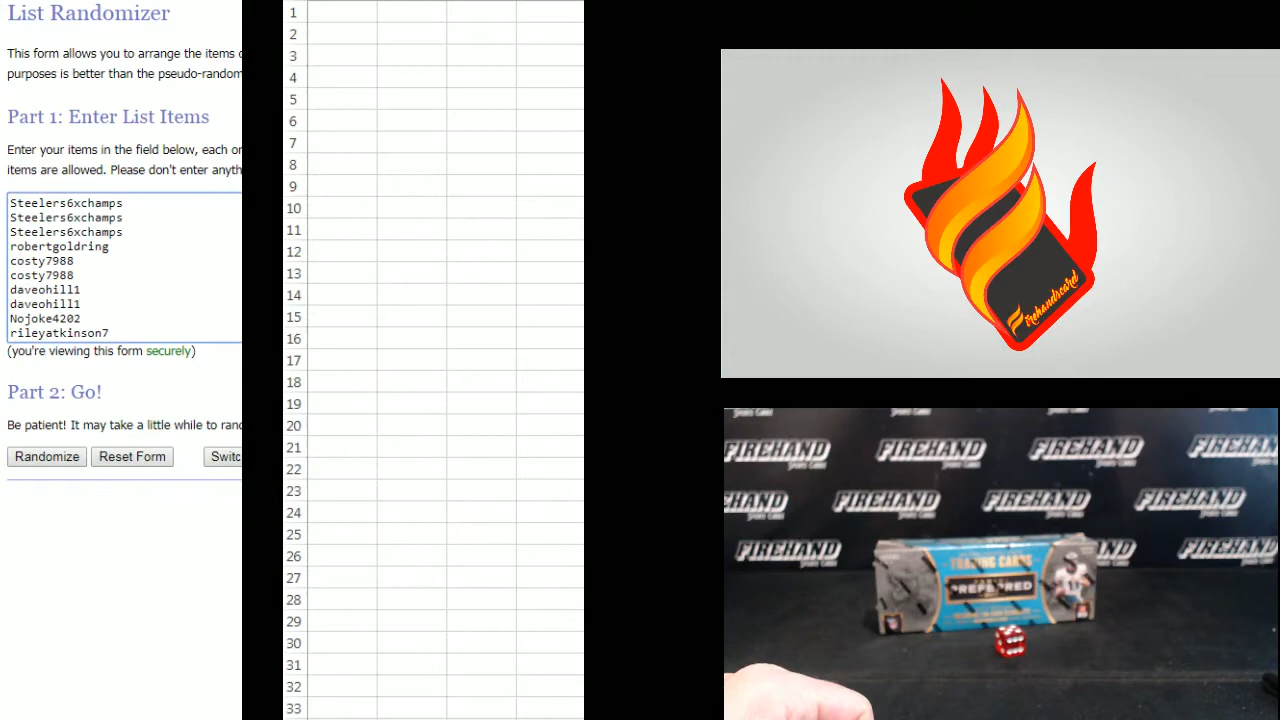 List Randomizer
This form allows you to arrange the items
purposes is better than the pseudo-random
Part 1: Enter List Items
Enter your items in the field below, each
items are allowed. Please don't enter
Steelers6xchamps
Steelers6xchamps
Steelers6xchamps
robertgoldring
costy7988
costy7988
daveohill1
daveohill1
Nojoke4202
rileyatkinson7
(you're viewing this form securely)
Part 2: Go!
Be patient! It may take a little while to
Randomize
Reset Form
1
2
3
4
5
6
7
8
9
10
11
12
13
14
15
16
17
18
19
20
21
22
23
24
25
26
27
28
29
30
31
32
33
Firehandscard
FIREHAND
FIREHAND
FIREHAND
FIREHAND
FIREHAND
FIREHAND
FIREHAND
FIREHAND
FIREHAND
TRADING CARDS
PREFERRED